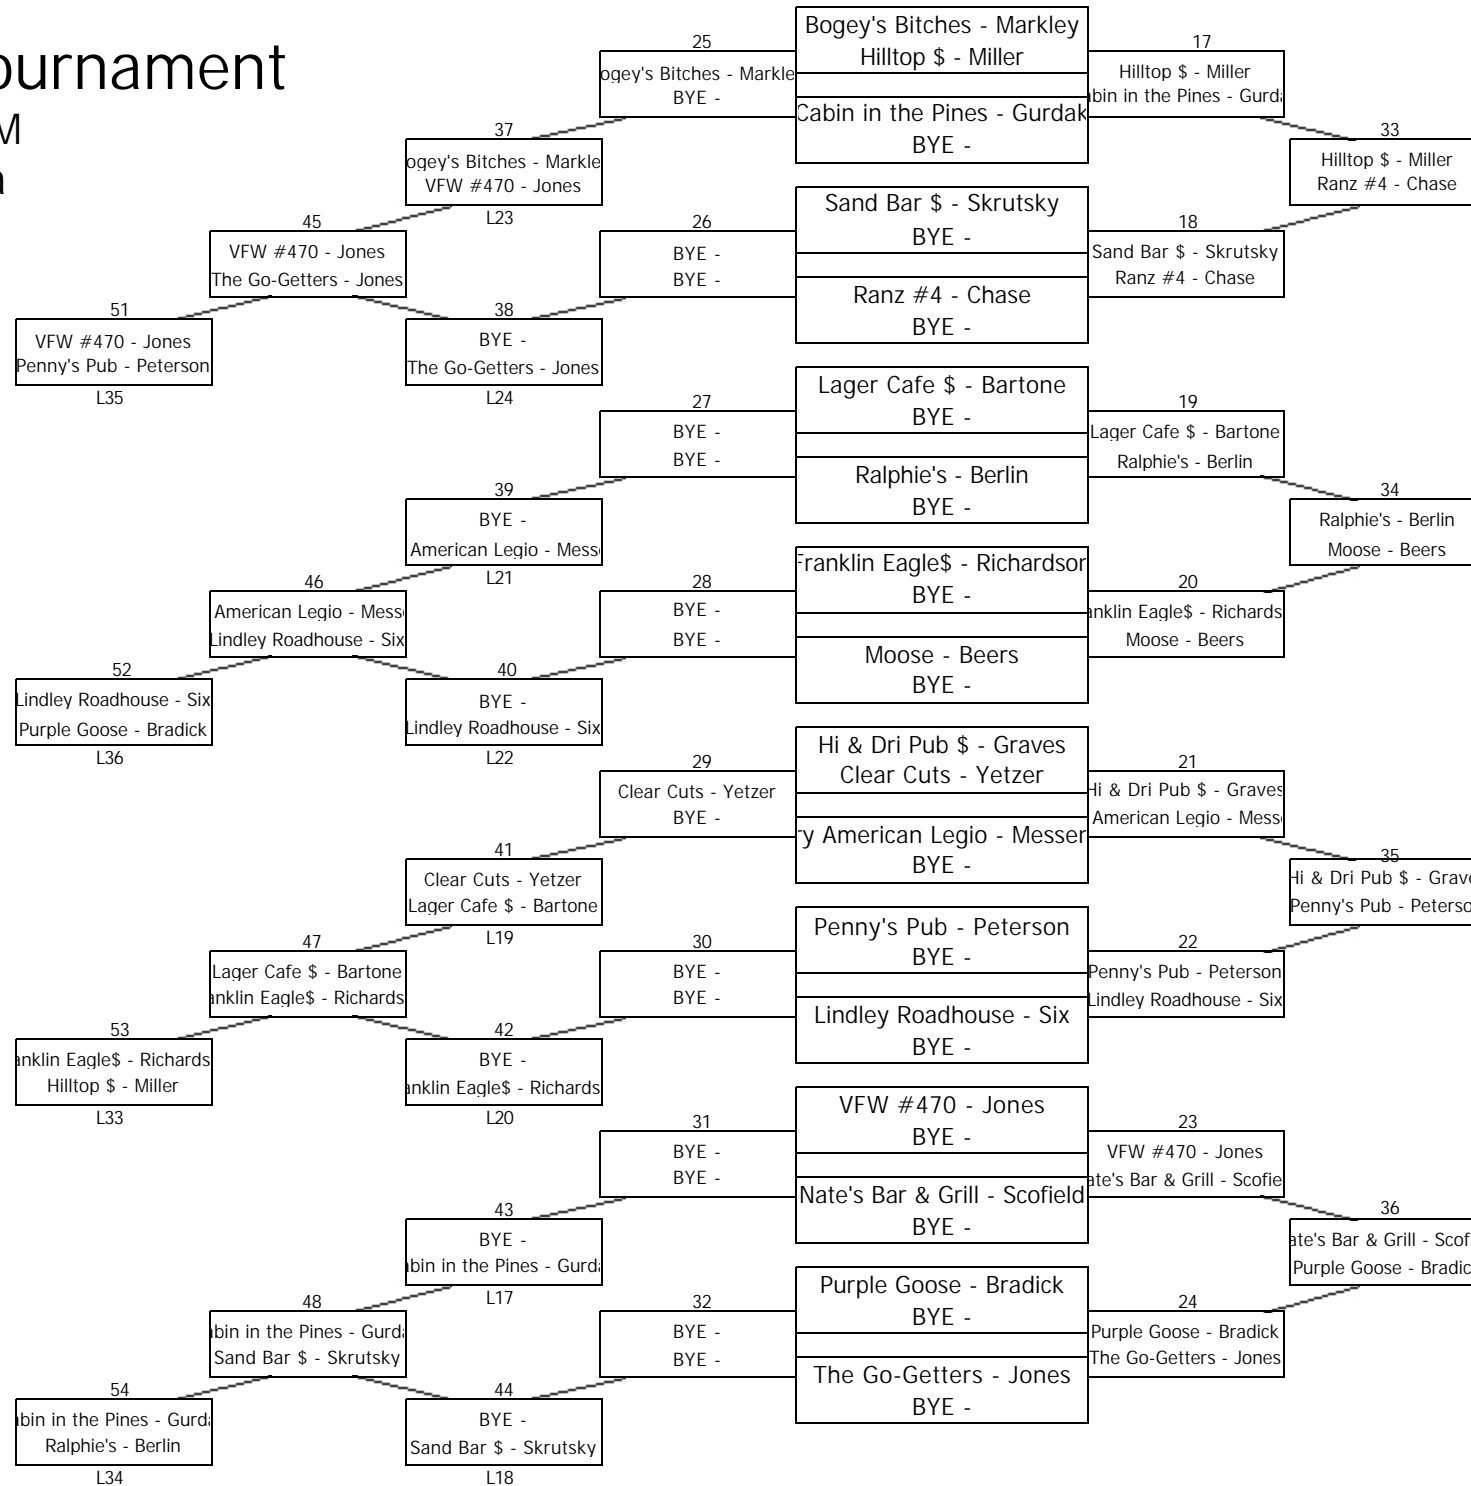 ournament
M
a
25
ogey's Bitches - Markle
BYE -
37
ogey's Bitches - Markle
VFW #470 - Jones
L23
45
VFW #470 - Jones
The Go-Getters - Jones
26
BYE -
BYE -
51
VFW #470 - Jones
Penny's Pub - Peterson
L35
38
BYE -
The Go-Getters - Jones
L24
27
BYE -
BYE -
39
BYE -
American Legio - Mess
L21
46
American Legio - Mess
Lindley Roadhouse - Six
28
BYE -
BYE -
52
Lindley Roadhouse - Six
Purple Goose - Bradick
L36
40
BYE -
Lindley Roadhouse - Six
L22
29
Clear Cuts - Yetzer
BYE -
41
Clear Cuts - Yetzer
Lager Cafe $ - Bartone
L19
47
Lager Cafe $ - Bartone
anklin Eagle$ - Richards
30
BYE -
BYE -
53
anklin Eagle$ - Richards
Hilltop $ - Miller
L33
42
BYE -
anklin Eagle$ - Richards
L20
31
BYE -
BYE -
43
BYE -
abin in the Pines - Gurda
L17
48
abin in the Pines - Gurda
Sand Bar $ - Skrutsky
32
BYE -
BYE -
54
abin in the Pines - Gurda
Ralphie's - Berlin
L34
44
BYE -
Sand Bar $ - Skrutsky
L18
Bogey's Bitches - Markley
Hilltop $ - Miller
Cabin in the Pines - Gurdak
BYE -
Sand Bar $ - Skrutsky
BYE -
Ranz #4 - Chase
BYE -
Lager Cafe $ - Bartone
BYE -
Ralphie's - Berlin
BYE -
Franklin Eagle$ - Richardson
BYE -
Moose - Beers
BYE -
Hi & Dri Pub $ - Graves
Clear Cuts - Yetzer
ry American Legio - Messer
BYE -
Penny's Pub - Peterson
BYE -
Lindley Roadhouse - Six
BYE -
VFW #470 - Jones
BYE -
Nate's Bar & Grill - Scofield
BYE -
Purple Goose - Bradick
BYE -
The Go-Getters - Jones
BYE -
17
Hilltop $ - Miller
abin in the Pines - Gurda
33
Hilltop $ - Miller
Ranz #4 - Chase
18
Sand Bar $ - Skrutsky
Ranz #4 - Chase
19
Lager Cafe $ - Bartone
Ralphie's - Berlin
34
Ralphie's - Berlin
Moose - Beers
20
anklin Eagle$ - Richards
Moose - Beers
21
Hi & Dri Pub $ - Graves
American Legio - Mess
35
Hi & Dri Pub $ - Grave
Penny's Pub - Peterso
22
Penny's Pub - Peterson
Lindley Roadhouse - Six
23
VFW #470 - Jones
ate's Bar & Grill - Scofie
36
ate's Bar & Grill - Scof
Purple Goose - Bradic
24
Purple Goose - Bradick
The Go-Getters - Jones